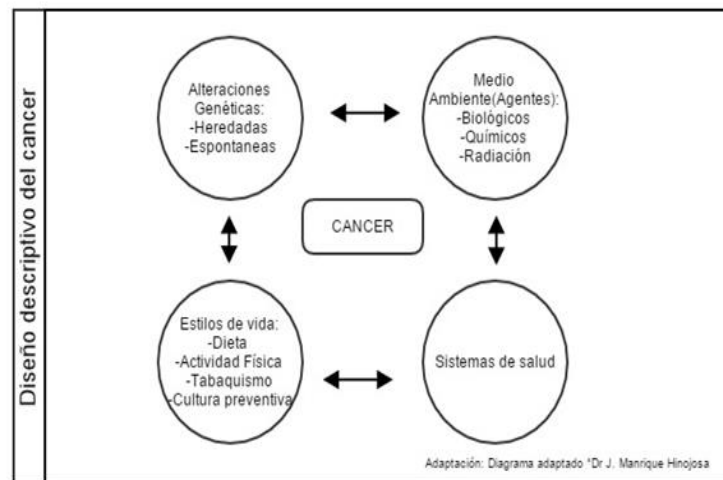 Diseño descriptivo del cancer
Alteraciones
Genéticas:
-Heredadas
-Espontaneas
Medio
Ambiente(Agentes):
-Biológicos
-Químicos
-Radiación
CANCER
Estilos de vida:
-Dieta
-Actividad Física
-Tabaquismo
-Cultura preventiva
Sistemas de salud
Adaptación: Diagrama adaptado "Dr J. Manrique Hinojosa